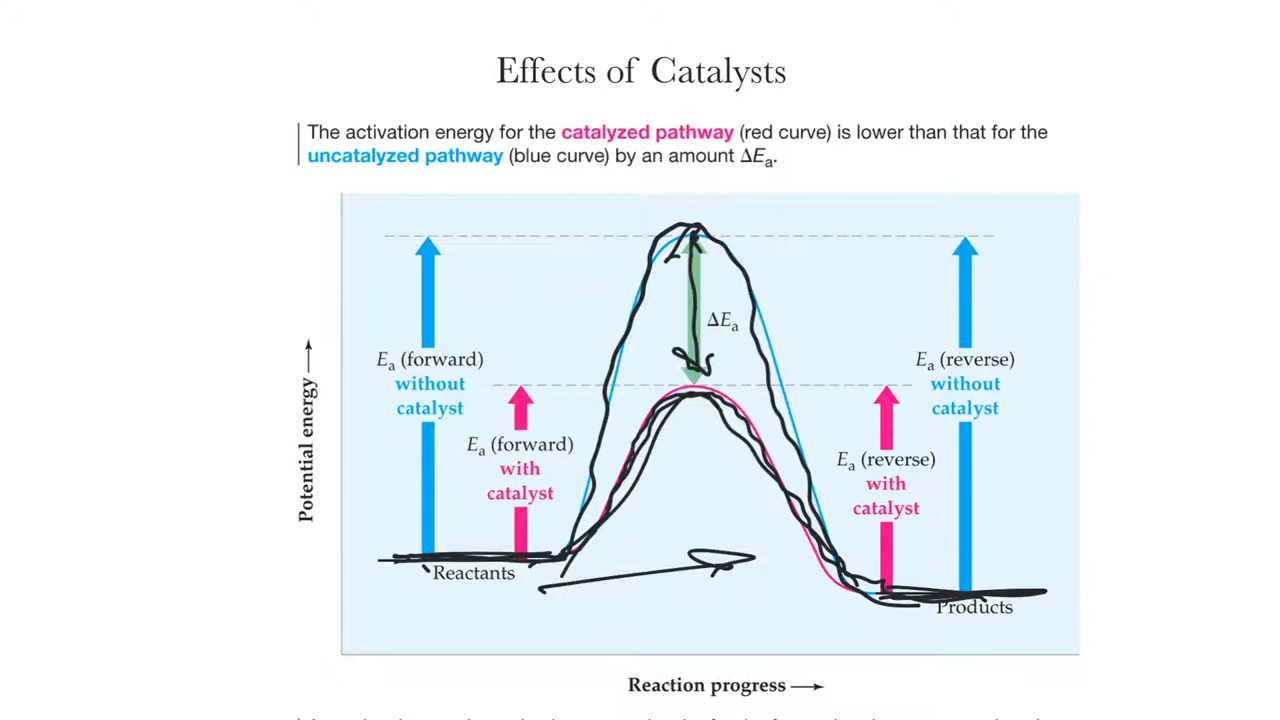 Effects of Catalysts
The activation energy for the catalyzed pathway (red curve) is lower than that for the
uncatalyzed pathway (blue curve) by an amount ΔEa.
Potential energy →
Ea (forward)
without
catalyst
Ea (forward)
with
catalyst
ΔEa
Ea (reverse)
with
catalyst
Ea (reverse)
without
catalyst
Reactants
Products
Reaction progress →